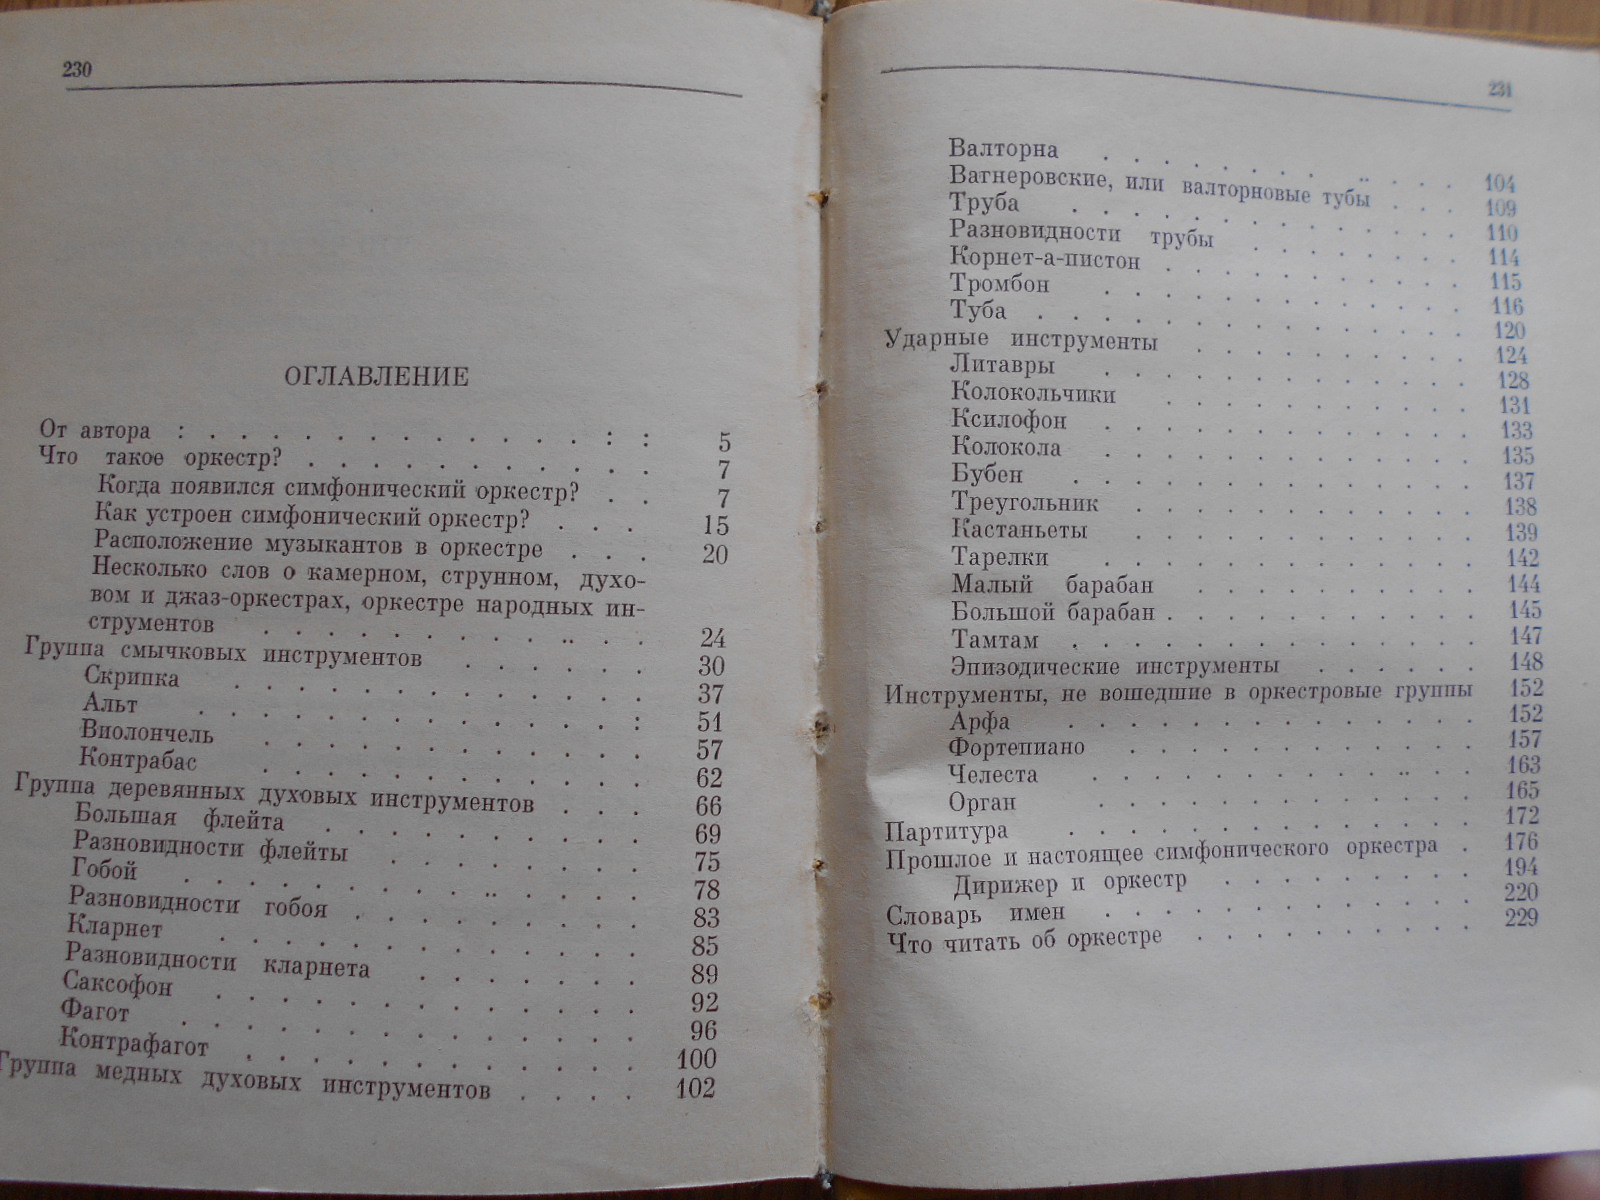 230
ОГЛАВЛЕНИЕ
От автора : . . . . . . . . . . . . : : 5
Что такое оркестр? . . . . . . . . . . 7
Когда появился симфонический оркестр? . . 7
Как устроен симфонический оркестр? . . . 15
Расположение музыкантов в оркестре . . . 20
Несколько слов о камерном, струнном, духо-
вом и джаз-оркестрах, оркестре народных ин-
струментов . . . . . . . . . . . . 24
Группа смычковых инструментов . . . . . . 30
Скрипка . . . . . . . . . . . . . 37
Альт . . . . . . . . . . . . . : 51
Виолончель . . . . . . . . . . . . 57
Контрабас . . . . . . . . . . . . 62
Группа деревянных духовых инструментов . . . 66
Большая флейта . . . . . . . . . . 69
Разновидности флейты . . . . . . . . 75
Гобой . . . . . . . . . . . . . . 78
Разновидности гобоя . . . . . . . . . 83
Кларнет . . . . . . . . . . . . . 85
Разновидности кларнета . . . . . . . 89
Саксофон . . . . . . . . . . . . . 92
Фагот . . . . . . . . . . . . . . 96
Контрафагот . . . . . . . . . . . . 100
Группа медных духовых инструментов . . . . 102
231
Валторна . . . . . . . . . . . . 104
Вагнеровские, или валторновые тубы . . . 109
Труба . . . . . . . . . . . . . 110
Разновидности трубы . . . . . . . 114
Корнет-а-пистон . . . . . . . . . . 115
Тромбон . . . . . . . . . . . . 116
Туба . . . . . . . . . . . . . . 120
Ударные инструменты . . . . . . . . . 124
Литавры . . . . . . . . . . . . 128
Колокольчики . . . . . . . . . . 131
Ксилофон . . . . . . . . . . . . 133
Колокола . . . . . . . . . . . . 135
Бубен . . . . . . . . . . . . . 137
Треугольник . . . . . . . . . . . 138
Кастаньеты . . . . . . . . . . . 139
Тарелки . . . . . . . . . . . . 142
Малый барабан . . . . . . . . . 144
Большой барабан . . . . . . . . . . 145
Тамтам . . . . . . . . . . . . . 147
Эпизодические инструменты . . . . . 148
Инструменты, не вошедшие в оркестровые группы 152
Арфа . . . . . . . . . . . . . 152
Фортепиано . . . . . . . . . . . 157
Челеста . . . . . . . . . . . . 163
Орган . . . . . . . . . . . . . 165
Партитура . . . . . . . . . . . . . 172
Прошлое и настоящее симфонического оркестра . 176
Дирижер и оркестр . . . . . . . . 194
Словарь имен . . . . . . . . . . . . 220
Что читать об оркестре . . . . . . . . . 229